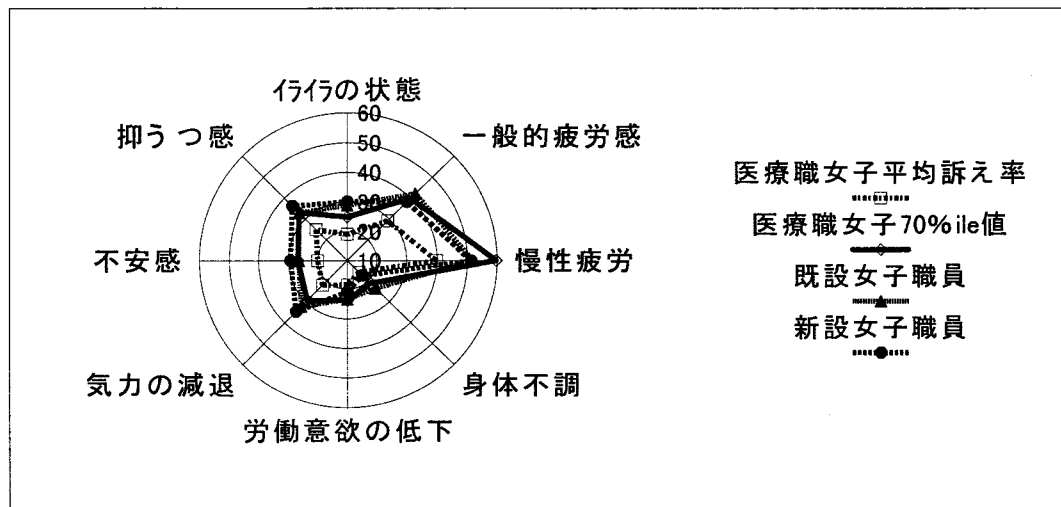 イライラの状態
60
50
40
30
20
10
一般的疲労感
慢性疲労
身体不調
労働意欲の低下
気力の減退
不安感
抑うつ感
医療職女子平均訴え率
医療職女子70%ile値
既設女子職員
新設女子職員